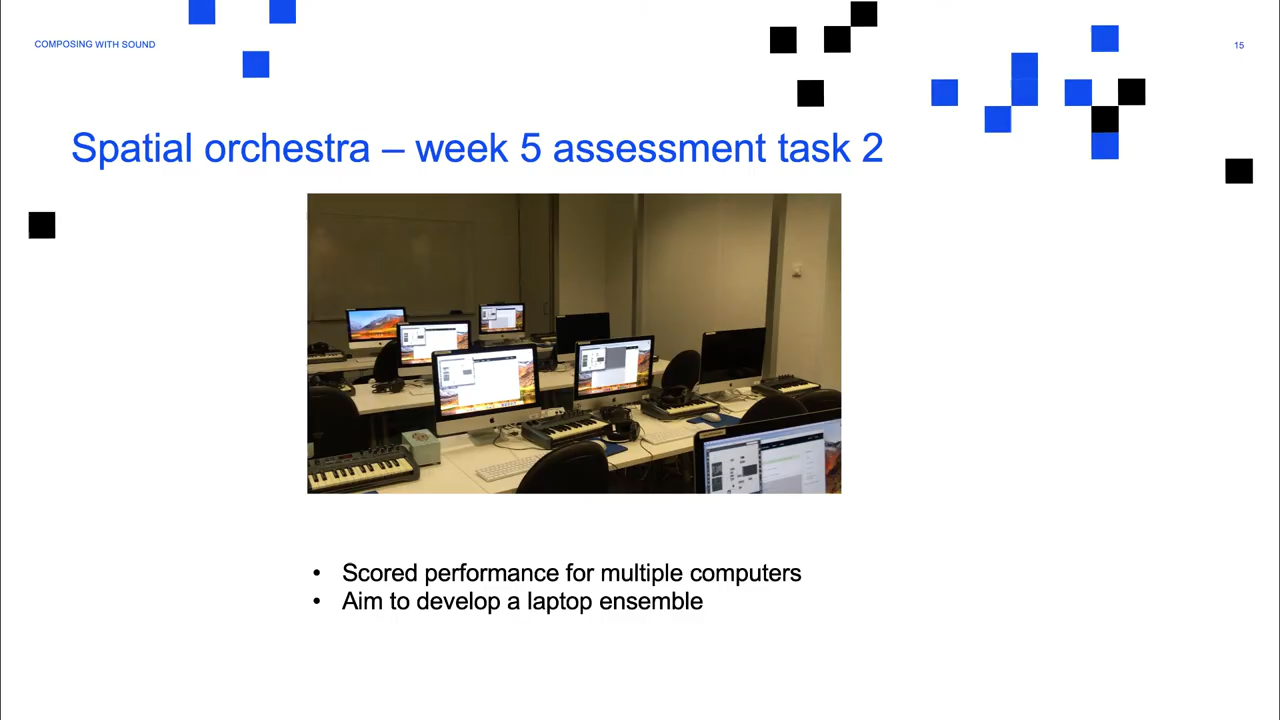 COMPOSING WITH SOUND
15
Spatial orchestra – week 5 assessment task 2
• Scored performance for multiple computers
• Aim to develop a laptop ensemble